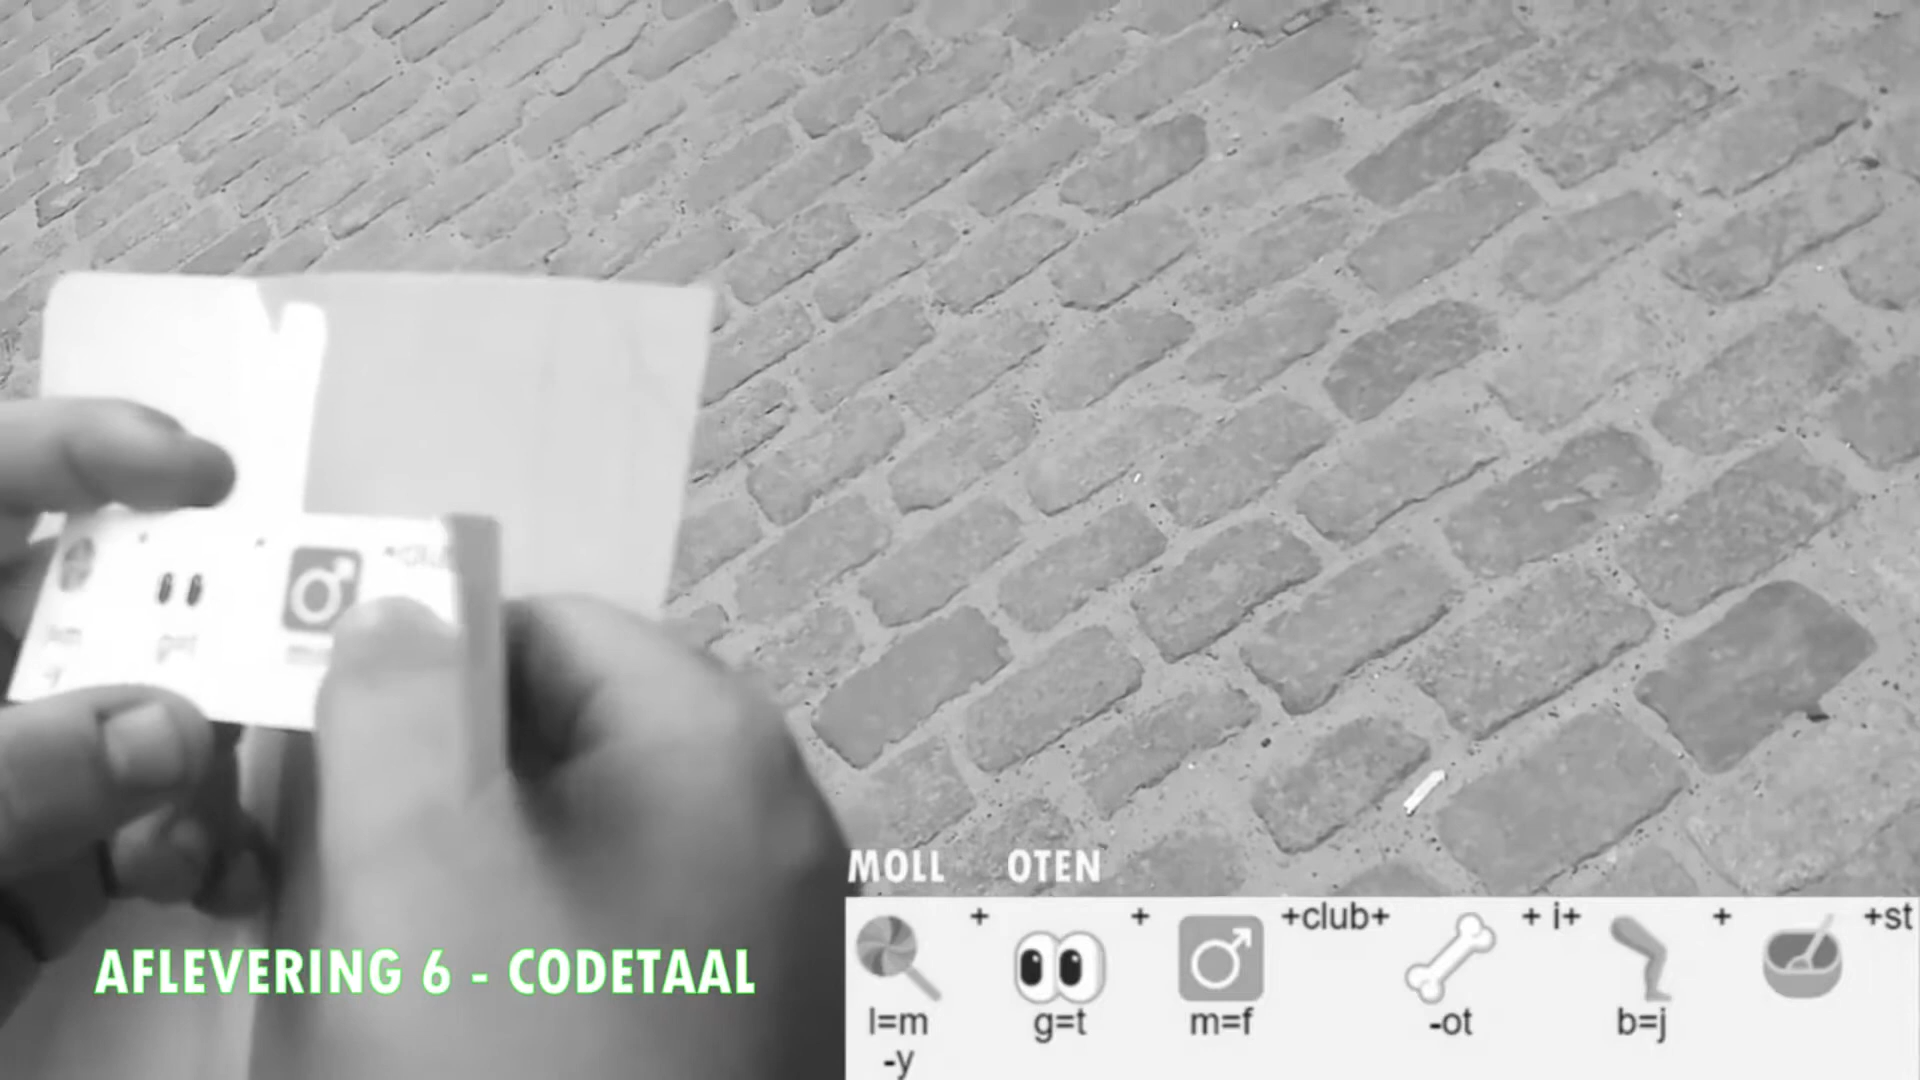 MOLL OTEN
+ + +club+ + i+ + +st
l=m g=t m=f -ot b=j
-y
AFLEVERING 6 - CODETAAL